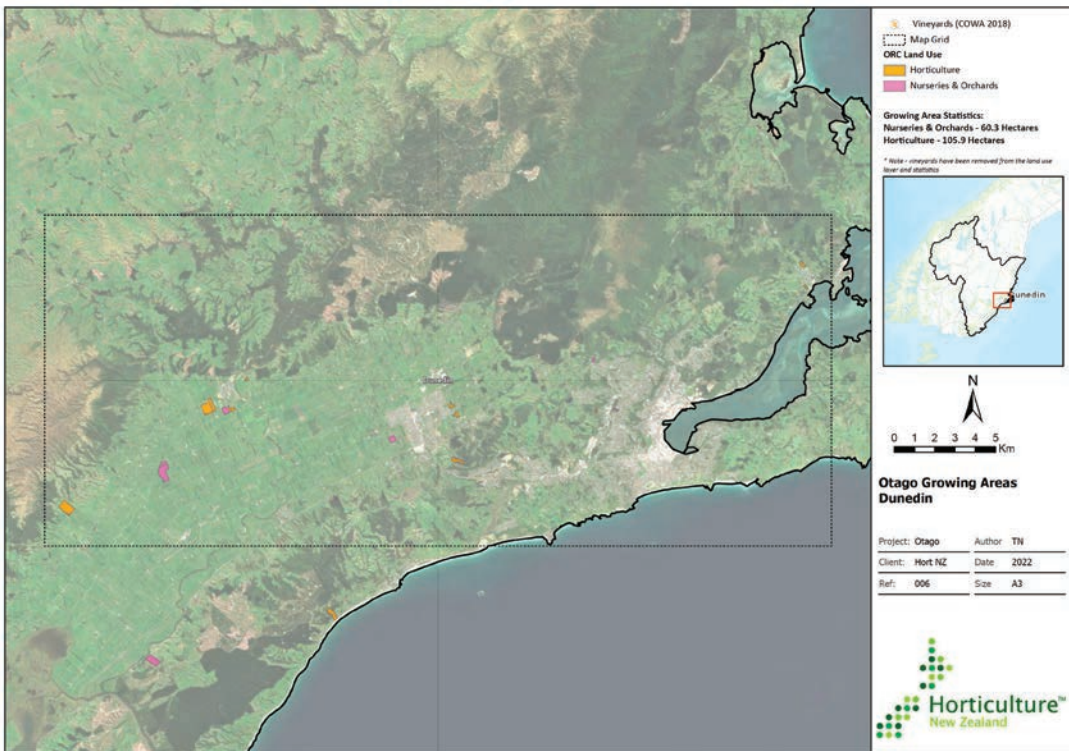 Vineyards (COWA 2018)
Map Grid
ORC Land Use
Horticulture
Nurseries & Orchards
Growing Area Statistics:
Nurseries & Orchards - 60.3 Hectares
Horticulture - 105.9 Hectares
* Note - vineyards have been removed from the land use
layer and statistics
Dunedin
Dunedin
N
0 1 2 3 4 5
Km
Otago Growing Areas
Dunedin
Project: Otago Author TN
Client: Hort NZ Date 2022
Ref: 006 Size A3
Horticulture™
New Zealand